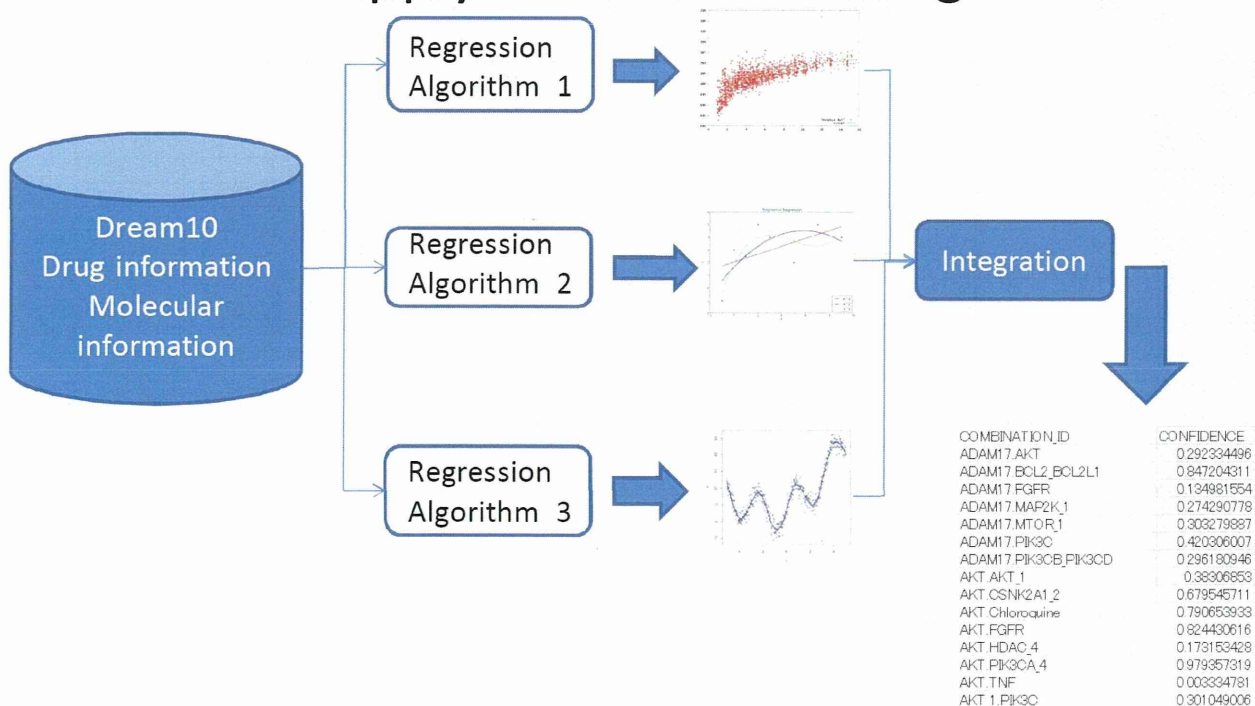 Regression
Algorithm 1
Dream10
Drug information
Molecular
information
Regression
Algorithm 2
Integration
Regression
Algorithm 3
COMBINATION_ID CONFIDENCE
ADAM17.AKT 0.292334496
ADAM17.BCL2_BCL2L1 0.847204311
ADAM17.FGFR 0.134981554
ADAM17.MAP2K_1 0.274290778
ADAM17.MTOR_1 0.303279887
ADAM17.PIK3C 0.420306007
ADAM17.PIK3CB_PIK3CD 0.296180946
AKT.AKT_1 0.38306853
AKT.CSNK2A1_2 0.679545711
AKT.Chloroquine 0.790653933
AKT.FGFR 0.824430616
AKT.HDAC_4 0.173153428
AKT.PIK3CA_4 0.979357319
AKT.TNF 0.003334781
AKT_1.PIK3C 0.301049006